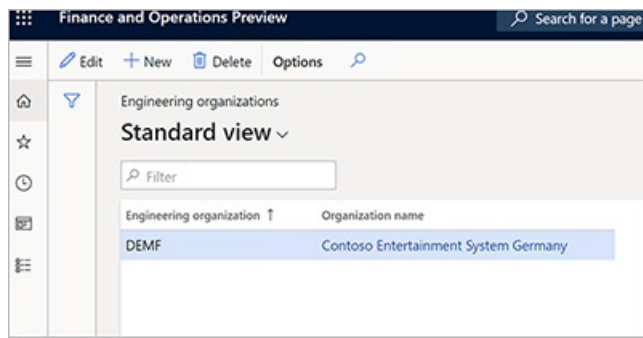 Finance and Operations Preview
Search for a page
Edit
New
Delete
Options
Engineering organizations
Standard view
Filter
Engineering organization
Organization name
DEMF
Contoso Entertainment System Germany